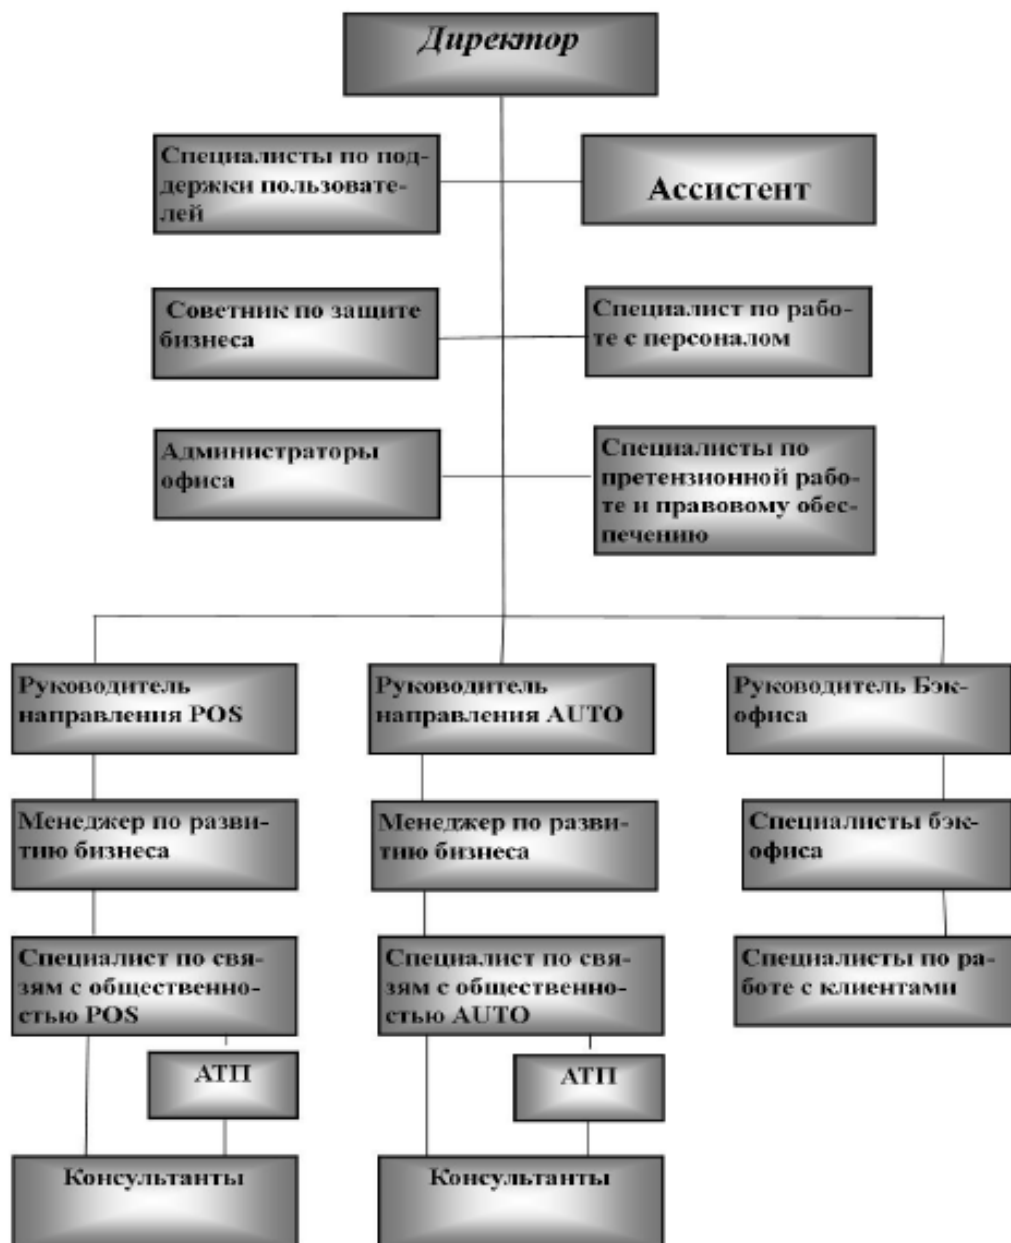 Директор
Специалисты по под-
держки пользовате-
лей
Ассистент
Советник по защите
бизнеса
Специалист по рабо-
те с персоналом
Администраторы
офиса
Специалисты по
претензионной рабо-
те и правовому обес-
печению
Руководитель
направления POS
Руководитель
направления AUTO
Руководитель Бэк-
офиса
Менеджер по разви-
тию бизнеса
Менеджер по разви-
тию бизнеса
Специалисты бэк-
офиса
Специалист по свя-
зям с общественно-
стью POS
Специалист по свя-
зям с общественно-
стью AUTO
Специалисты по ра-
боте с клиентами
АТП
АТП
Консультанты
Консультанты